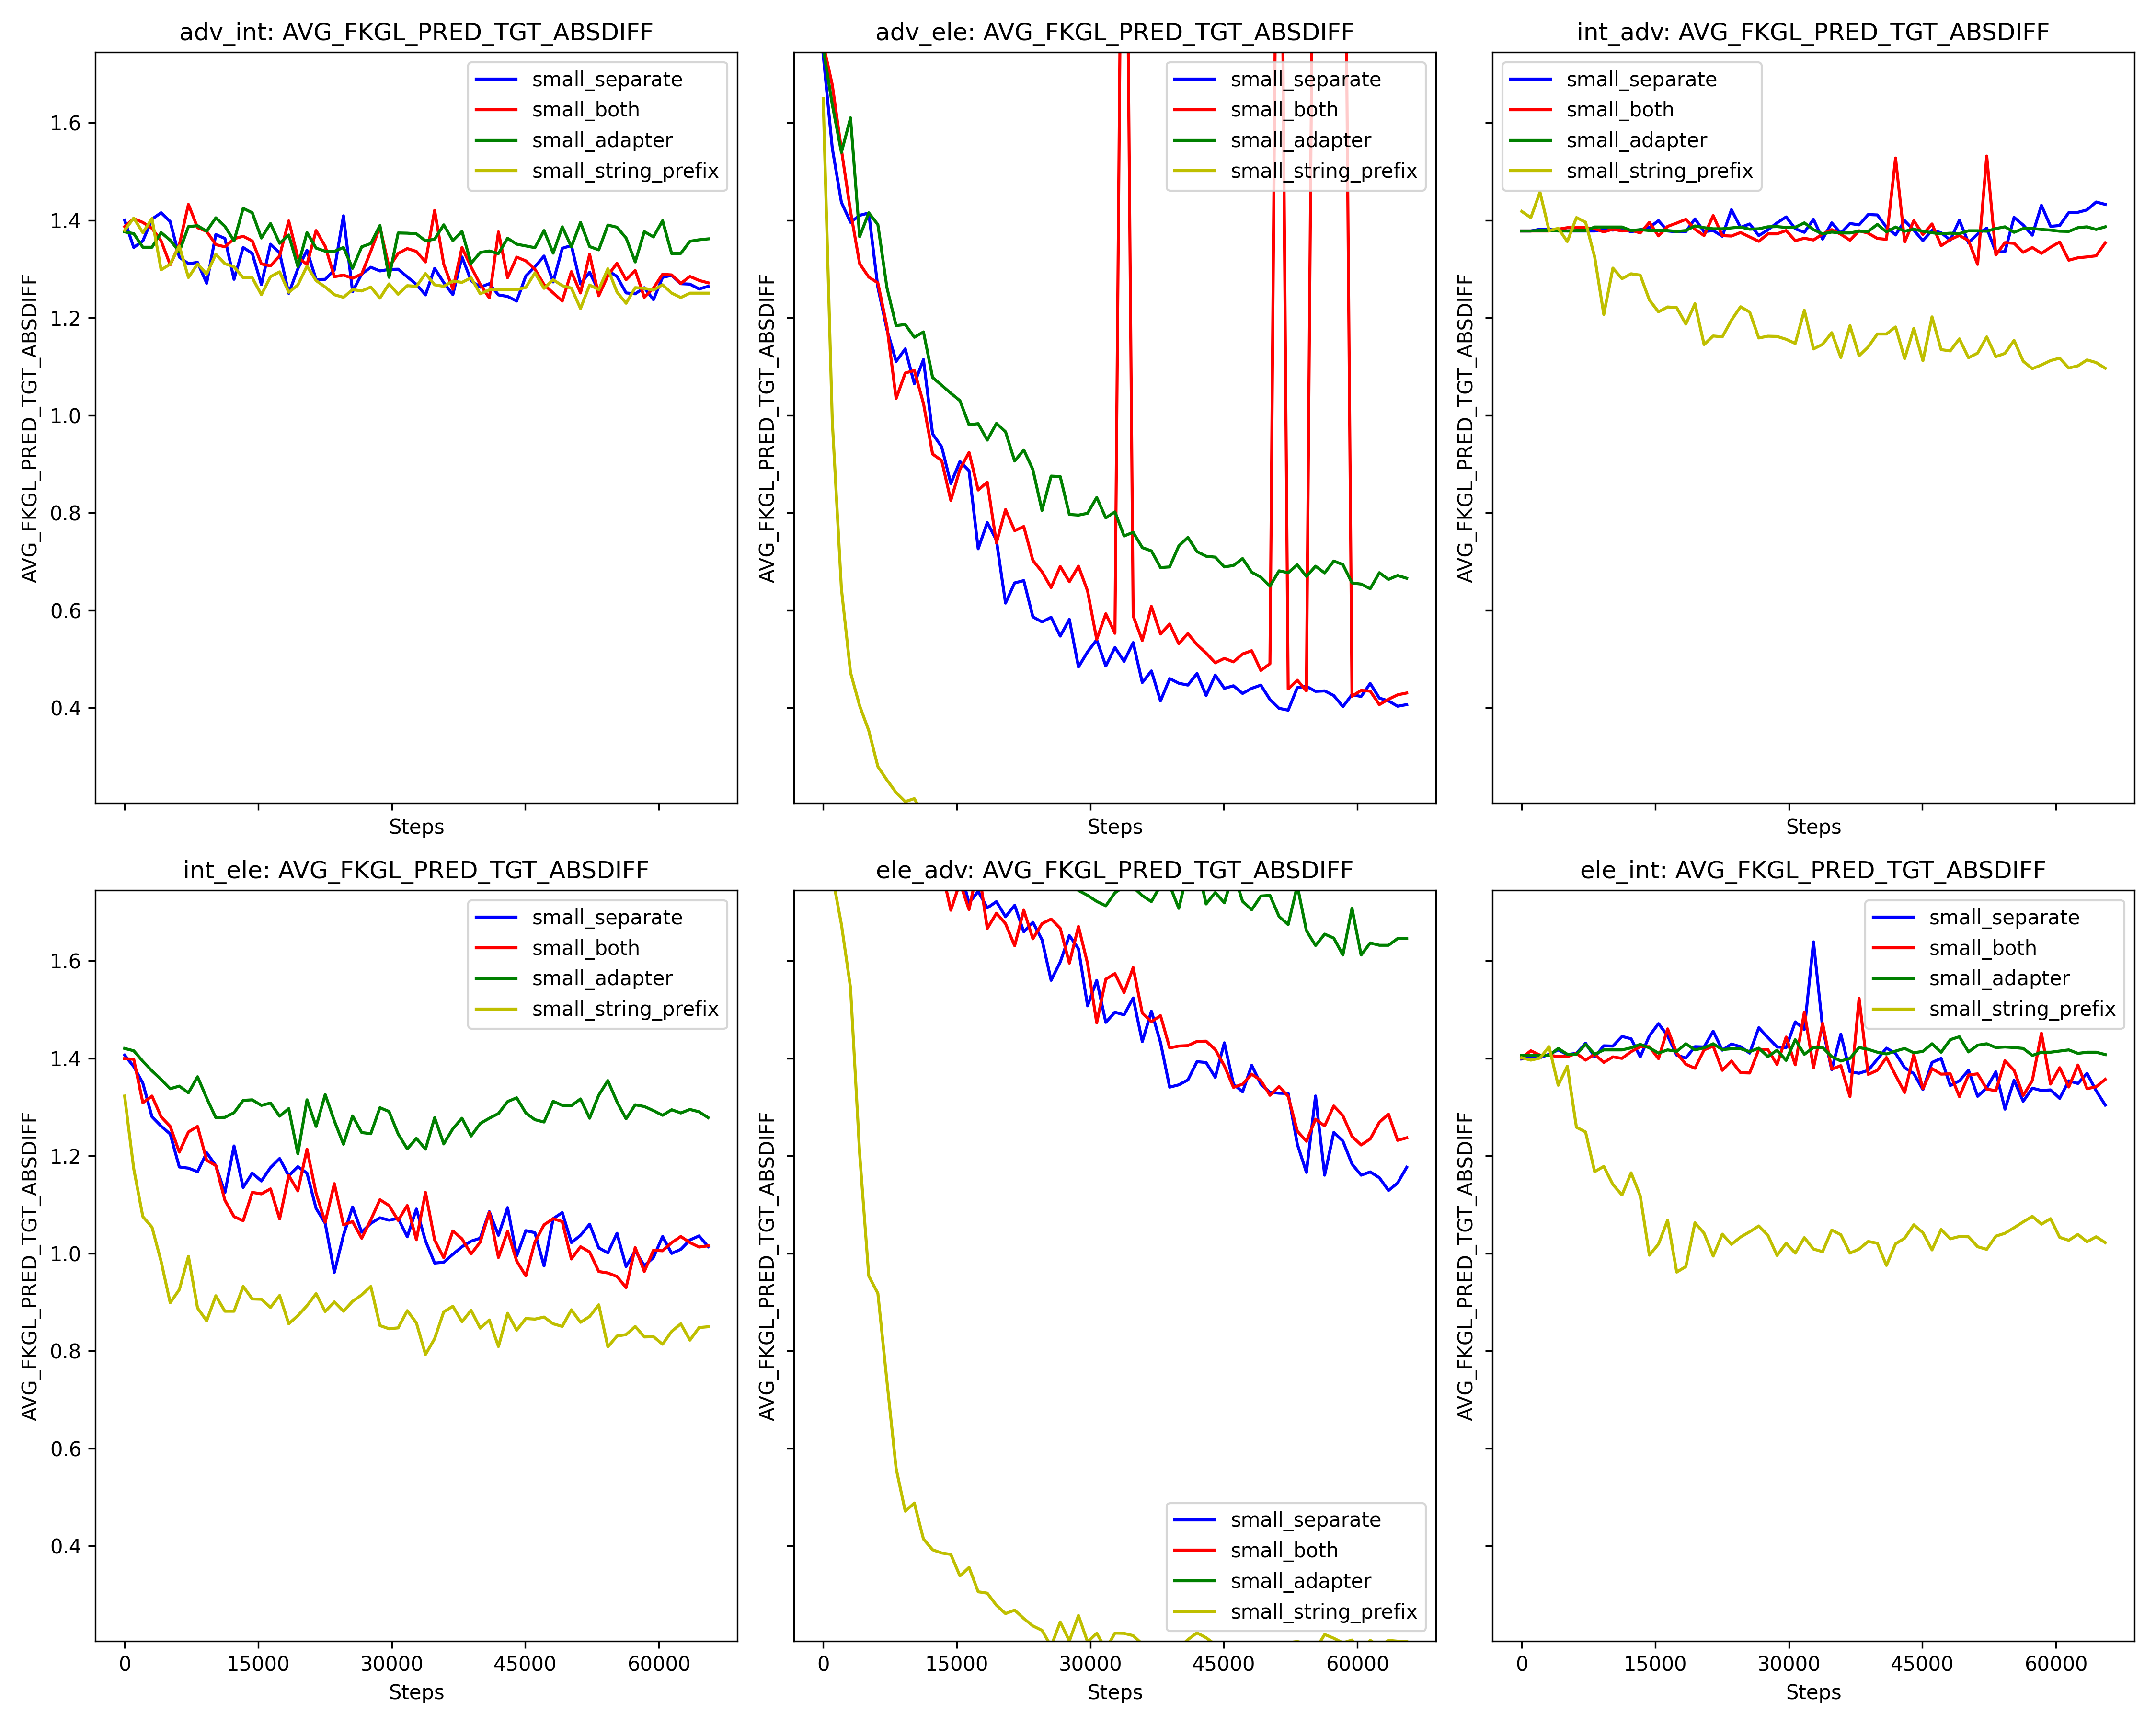 adv_int: AVG_FKGL_PRED_TGT_ABSDIFF
AVG_FKGL_PRED_TGT_ABSDIFF
1.6
1.4
1.2
1.0
0.8
0.6
0.4
small_separate
small_both
small_adapter
small_string_prefix
Steps
adv_ele: AVG_FKGL_PRED_TGT_ABSDIFF
AVG_FKGL_PRED_TGT_ABSDIFF
small_separate
small_both
small_adapter
small_string_prefix
Steps
int_adv: AVG_FKGL_PRED_TGT_ABSDIFF
AVG_FKGL_PRED_TGT_ABSDIFF
small_separate
small_both
small_adapter
small_string_prefix
Steps
int_ele: AVG_FKGL_PRED_TGT_ABSDIFF
AVG_FKGL_PRED_TGT_ABSDIFF
1.6
1.4
1.2
1.0
0.8
0.6
0.4
small_separate
small_both
small_adapter
small_string_prefix
0 15000 30000 45000 60000
Steps
ele_adv: AVG_FKGL_PRED_TGT_ABSDIFF
AVG_FKGL_PRED_TGT_ABSDIFF
small_separate
small_both
small_adapter
small_string_prefix
0 15000 30000 45000 60000
Steps
ele_int: AVG_FKGL_PRED_TGT_ABSDIFF
AVG_FKGL_PRED_TGT_ABSDIFF
small_separate
small_both
small_adapter
small_string_prefix
0 15000 30000 45000 60000
Steps